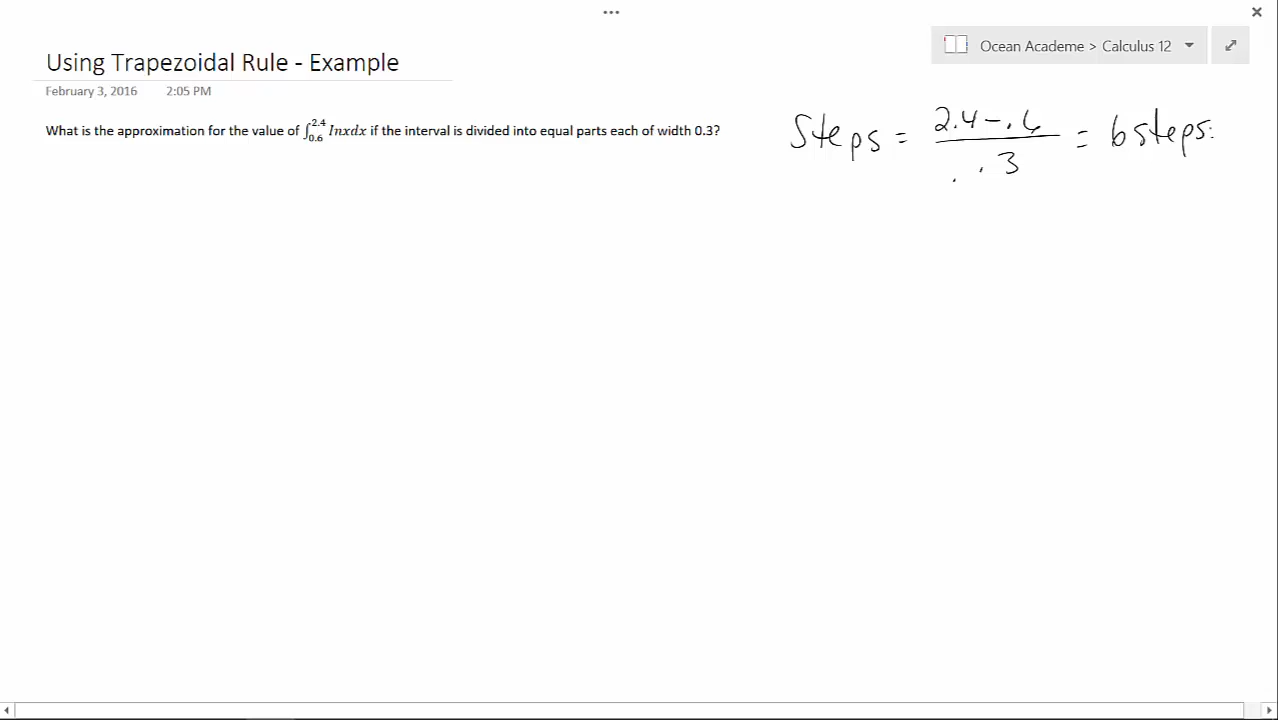 Using Trapezoidal Rule - Example
Ocean Academe > Calculus 12
February 3, 2016 2:05 PM
What is the approximation for the value of ∫_{0.6}^{2.4} lnxdx if the interval is divided into equal parts each of width 0.3?
Steps = \frac{2.4-.6}{.3} = 6 steps.